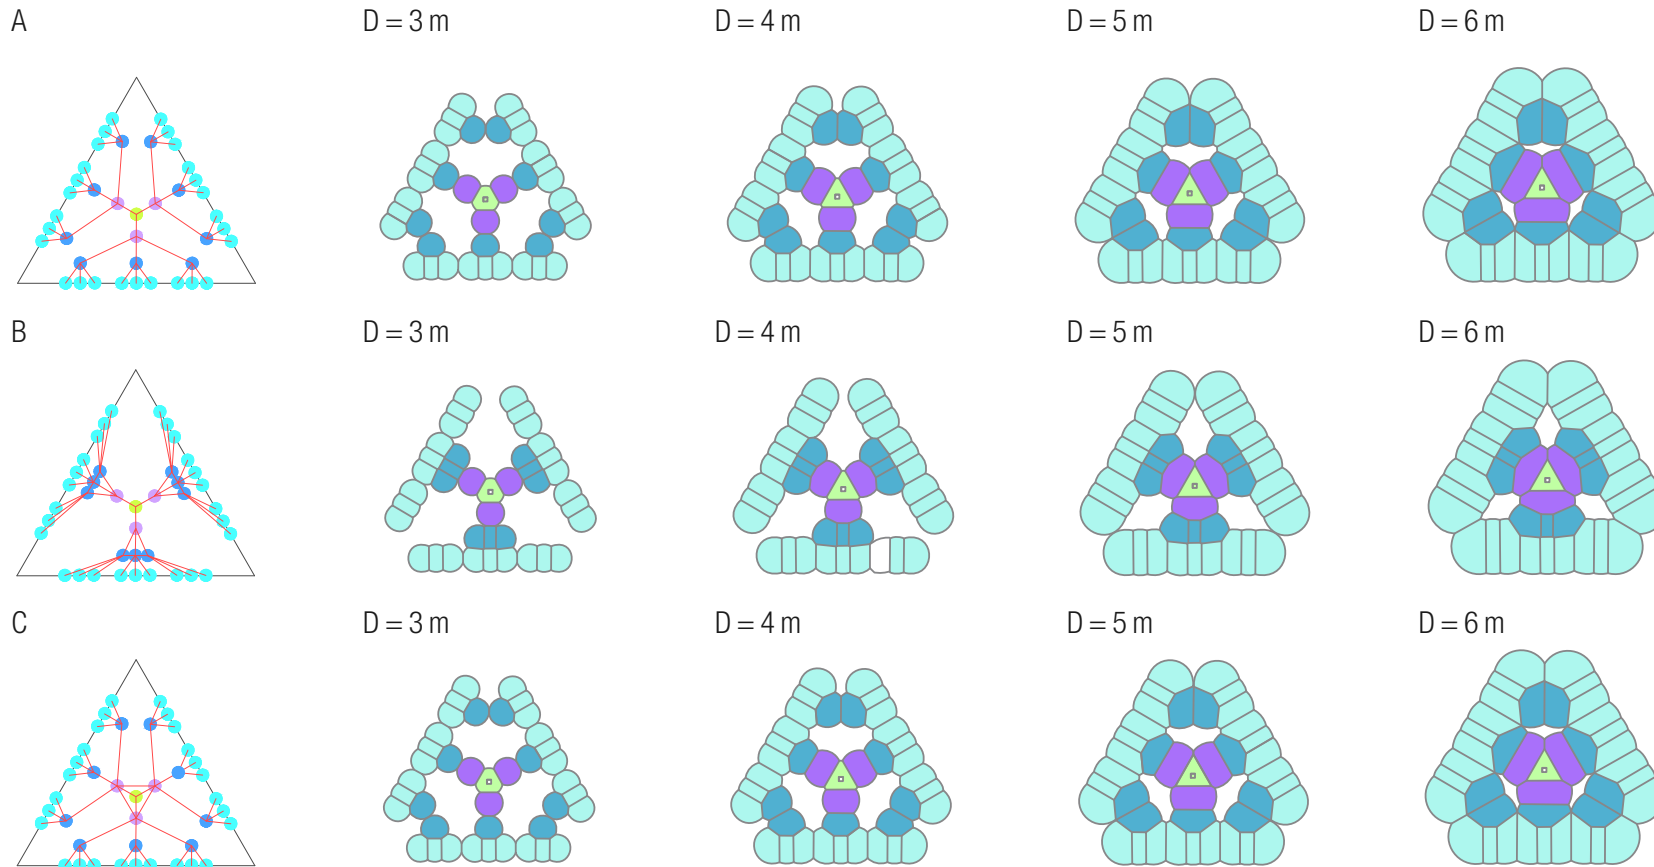 A D = 3 m D = 4 m D = 5 m D = 6 m
B D = 3 m D = 4 m D = 5 m D = 6 m
C D = 3 m D = 4 m D = 5 m D = 6 m